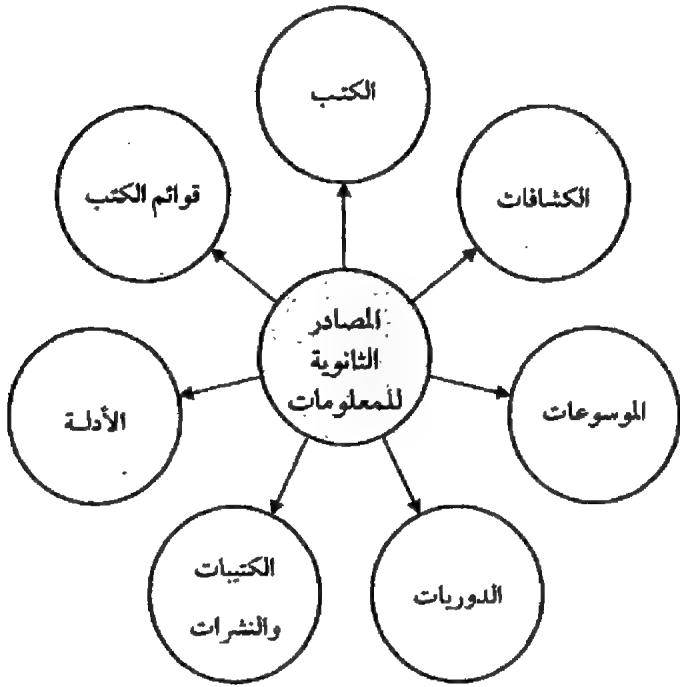 الكتب
الكشافات
قوائم الكتب
المصادر
الثانوية
للمعلومات
الموسوعات
الأدلة
الكتيبات
والنشرات
الدوريات